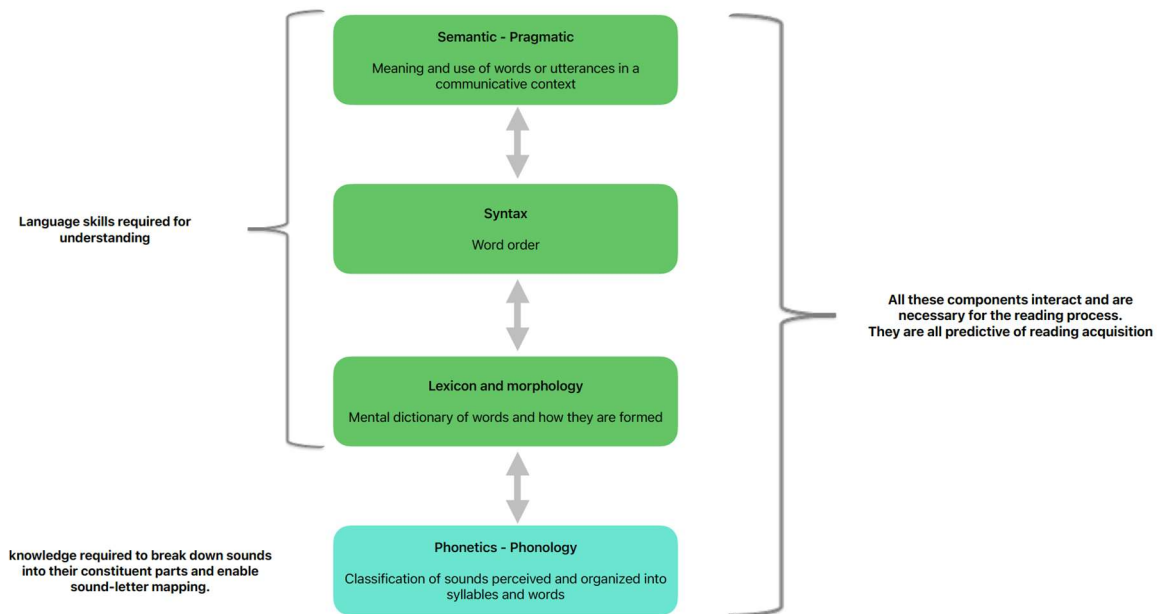 Semantic - Pragmatic
Meaning and use of words or utterances in a
communicative context
Syntax
Word order
Language skills required for
understanding
All these components interact and are
necessary for the reading process.
They are all predictive of reading acquisition
Lexicon and morphology
Mental dictionary of words and how they are formed
Phonetics - Phonology
Classification of sounds perceived and organized into
syllables and words
knowledge required to break down sounds
into their constituent parts and enable
sound-letter mapping.